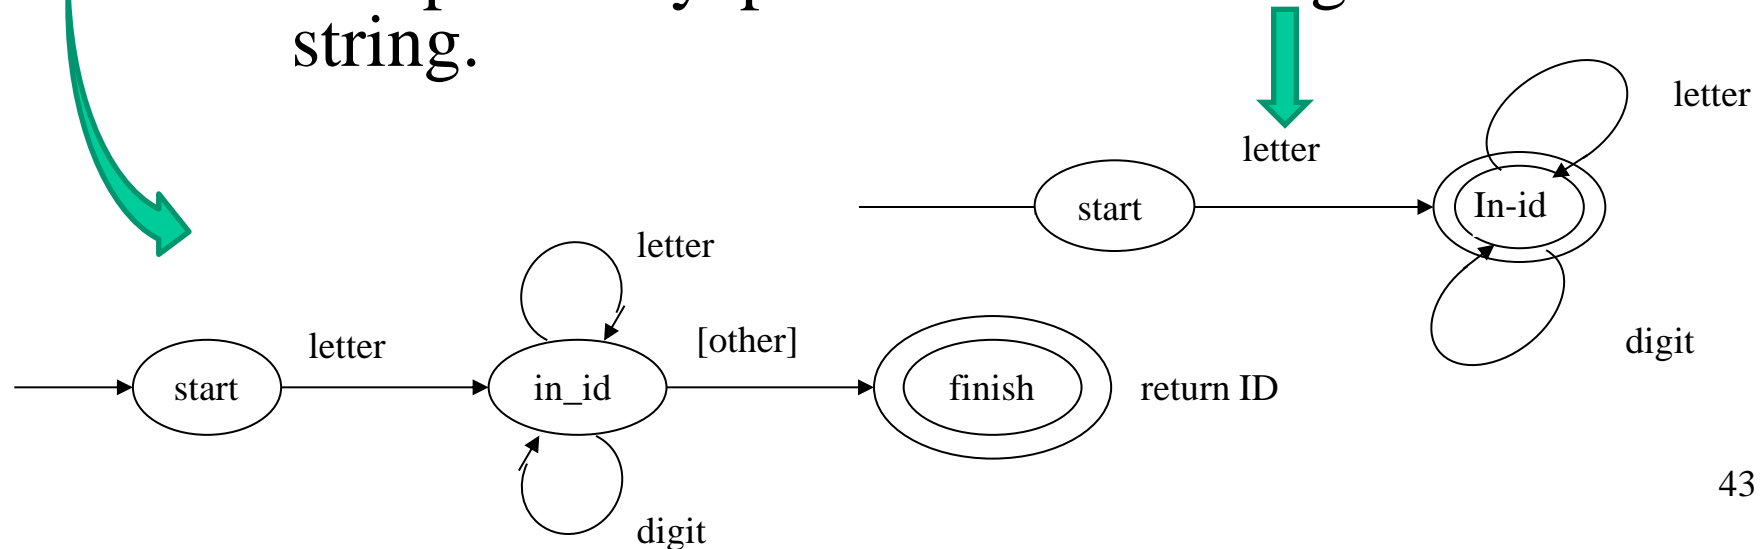 string.
letter
letter
start
In-id
letter
letter
[other]
digit
start
in_id
finish
return ID
digit
43